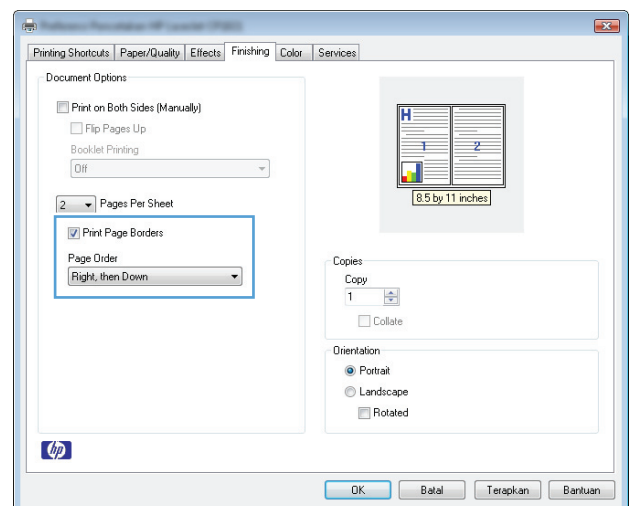 Printing Shortcuts Paper/Quality Effects Finishing Color Services
Document Options
Print on Both Sides (Manually)
Flip Pages Up
Booklet Printing
Off
2 Pages Per Sheet
Print Page Borders
Page Order
Right, then Down
H
1 2
8.5 by 11 inches
Copies
Copy
1
Collate
Orientation
Portrait
Landscape
Rotated
hp
OK Batal Terapkan Bantuan